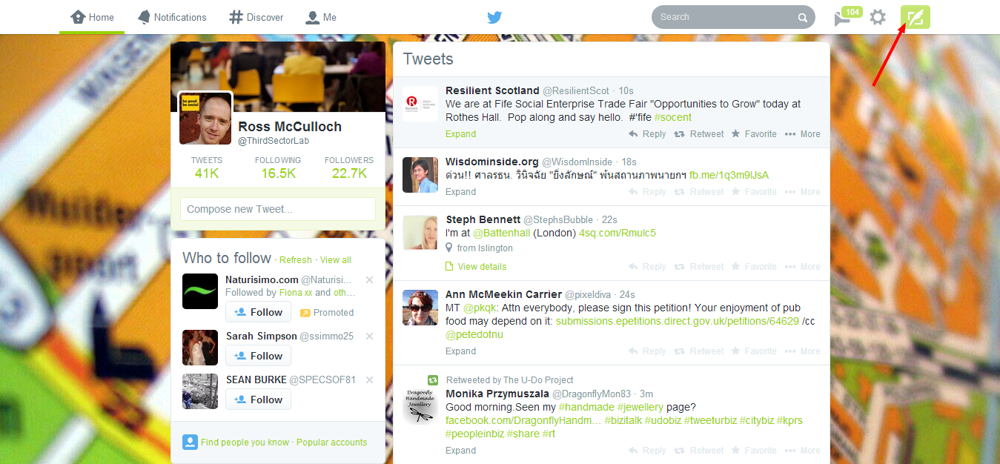 Home
Notifications
Discover
Me
Search
104
be good
be social
Ross McCulloch
@ThirdSectorLab
TWEETS FOLLOWING FOLLOWERS
41K 16.5K 22.7K
Compose new Tweet...
Who to follow · Refresh · View all
Naturisimo.com @Naturisi...
Followed by Fiona xx and oth...
Follow Promoted
Sarah Simpson @ssimmo25
Follow
SEAN BURKE @SPECSOF81
Follow
Find people you know · Popular accounts
Tweets
Resilient Scotland @ResilientScot · 10s
We are at Fife Social Enterprise Trade Fair "Opportunities to Grow" today at
Rothes Hall. Pop along and say hello. #'fife #socent
Expand Reply Retweet Favorite More
Wisdominside.org @WisdomInside · 18s
ด่วน!! ศาลรธน. วินิจฉัย "ยิ่งลักษณ์" พ้นสถานภาพนายกฯ fb.me/1q3m9lJsA
Expand Reply Retweet Favorite More
Steph Bennett @StephsBubble · 22s
I'm at @Battenhall (London) 4sq.com/Rmulc5
from Islington
View details Reply Retweet Favorite More
Ann McMeekin Carrier @pixeldiva · 24s
MT @pkqk: Attn everybody, please sign this petition! Your enjoyment of pub
food may depend on it: submissions.epetitions.direct.gov.uk/petitions/64629 /cc
@petedotnu
Expand Reply Retweet Favorite More
Retweeted by The U-Do Project
Dragonfly
Handmade
Jewellery
Monika Przymuszala @DragonflyMon83 · 3m
Good morning.Seen my #handmade #jewellery page?
facebook.com/DragonflyHandm... #bizitalk #udobiz #tweeturbiz #citybiz #kprs
#peopleinbiz #share #rt
Expand Reply Retweet Favorite More